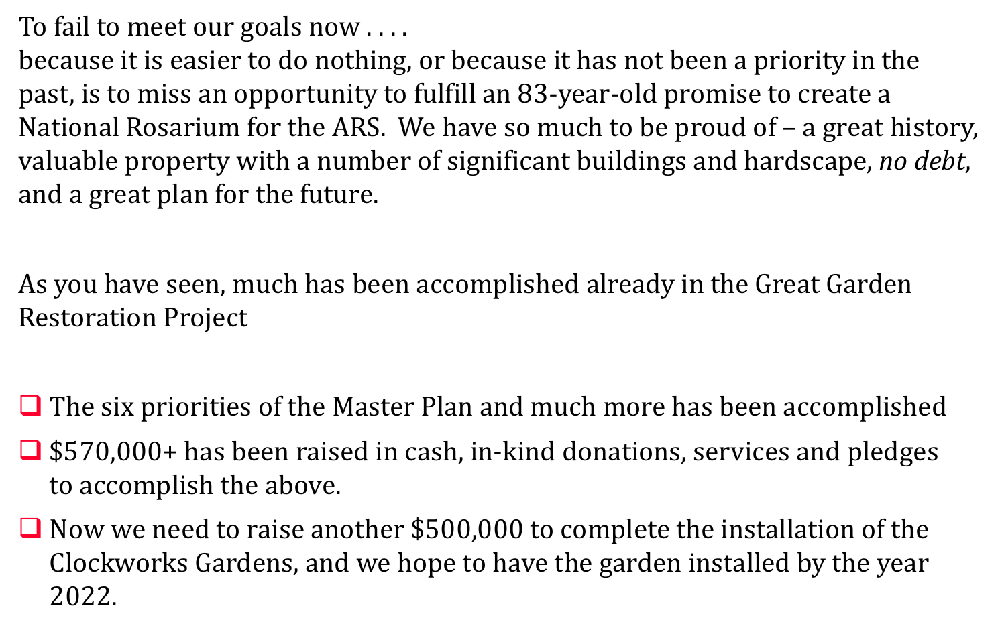 To fail to meet our goals now . . . .
because it is easier to do nothing, or because it has not been a priority in the
past, is to miss an opportunity to fulfill an 83-year-old promise to create a
National Rosarium for the ARS.  We have so much to be proud of – a great history,
valuable property with a number of significant buildings and hardscape, no debt,
and a great plan for the future.
As you have seen, much has been accomplished already in the Great Garden
Restoration Project
❑ The six priorities of the Master Plan and much more has been accomplished
❑ $570,000+ has been raised in cash, in-kind donations, services and pledges
to accomplish the above.
❑ Now we need to raise another $500,000 to complete the installation of the
Clockworks Gardens, and we hope to have the garden installed by the year
2022.